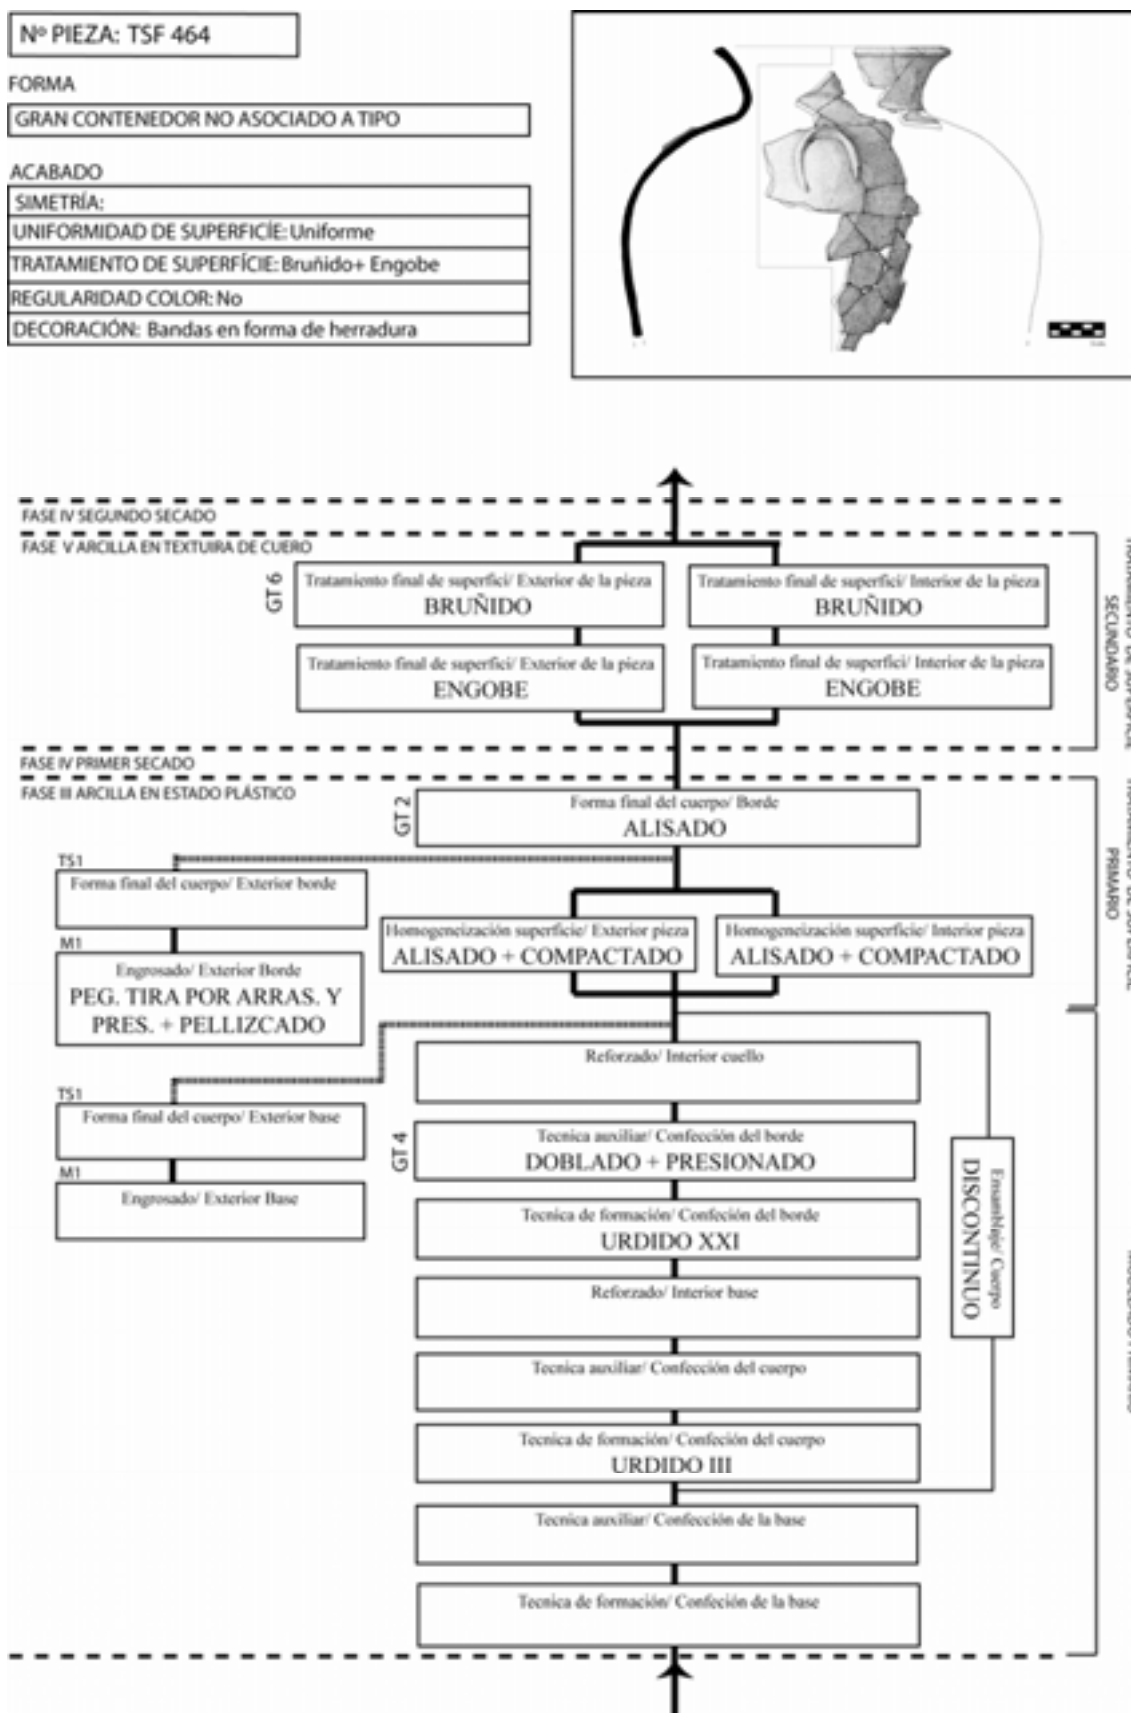 Nº PIEZA: TSF 464
FORMA
GRAN CONTENEDOR NO ASOCIADO A TIPO
ACABADO
SIMETRÍA:
UNIFORMIDAD DE SUPERFICÍE: Uniforme
TRATAMIENTO DE SUPERFÍCIE: Bruñido+ Engobe
REGULARIDAD COLOR: No
DECORACIÓN: Bandas en forma de herradura
FASE IV SEGUNDO SECADO
FASE V ARCILLA EN TEXTUIRA DE CUERO
GT 6
Tratamiento final de superfici/ Exterior de la pieza
BRUÑIDO
Tratamiento final de superfici/ Interior de la pieza
BRUÑIDO
Tratamiento final de superfici/ Exterior de la pieza
ENGOBE
Tratamiento final de superfici/ Interior de la pieza
ENGOBE
SECUNDARIO
FASE IV PRIMER SECADO
FASE III ARCILLA EN ESTADO PLÁSTICO
GT 2
Forma final del cuerpo/ Borde
ALISADO
PRIMARIO
TS1
Forma final del cuerpo/ Exterior borde
M1
Engrosado/ Exterior Borde
PEG. TIRA POR ARRAS. Y
PRES. + PELLIZCADO
Homogeneización superficie/ Exterior pieza
ALISADO + COMPACTADO
Homogeneización superficie/ Interior pieza
ALISADO + COMPACTADO
Reforzado/ Interior cuello
TS1
Forma final del cuerpo/ Exterior base
M1
Engrosado/ Exterior Base
GT 4
Tecnica auxiliar/ Confección del borde
DOBLADO + PRESIONADO
Tecnica de formación/ Confeción del borde
URDIDO XXI
Ensamblaje/ Cuerpo
DISCONTINUO
Reforzado/ Interior base
Tecnica auxiliar/ Confección del cuerpo
Tecnica de formación/ Confeción del cuerpo
URDIDO III
Tecnica auxiliar/ Confección de la base
Tecnica de formación/ Confeción de la base